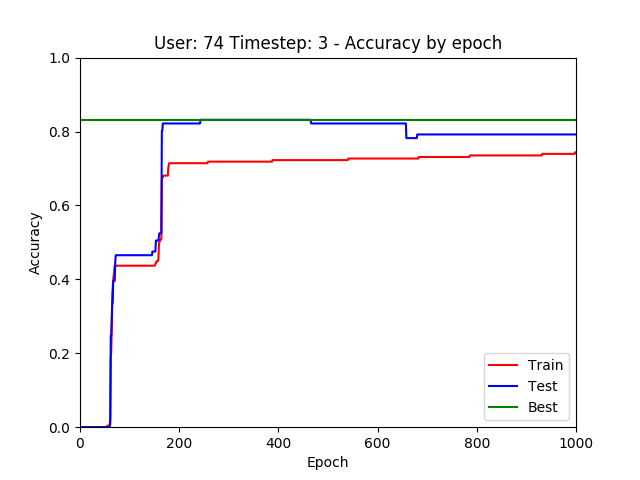 User: 74 Timestep: 3 - Accuracy by epoch
1.0
0.8
0.6
0.4
0.2
0.0
Accuracy
0 200 400 600 800 1000
Epoch
Train
Test
Best